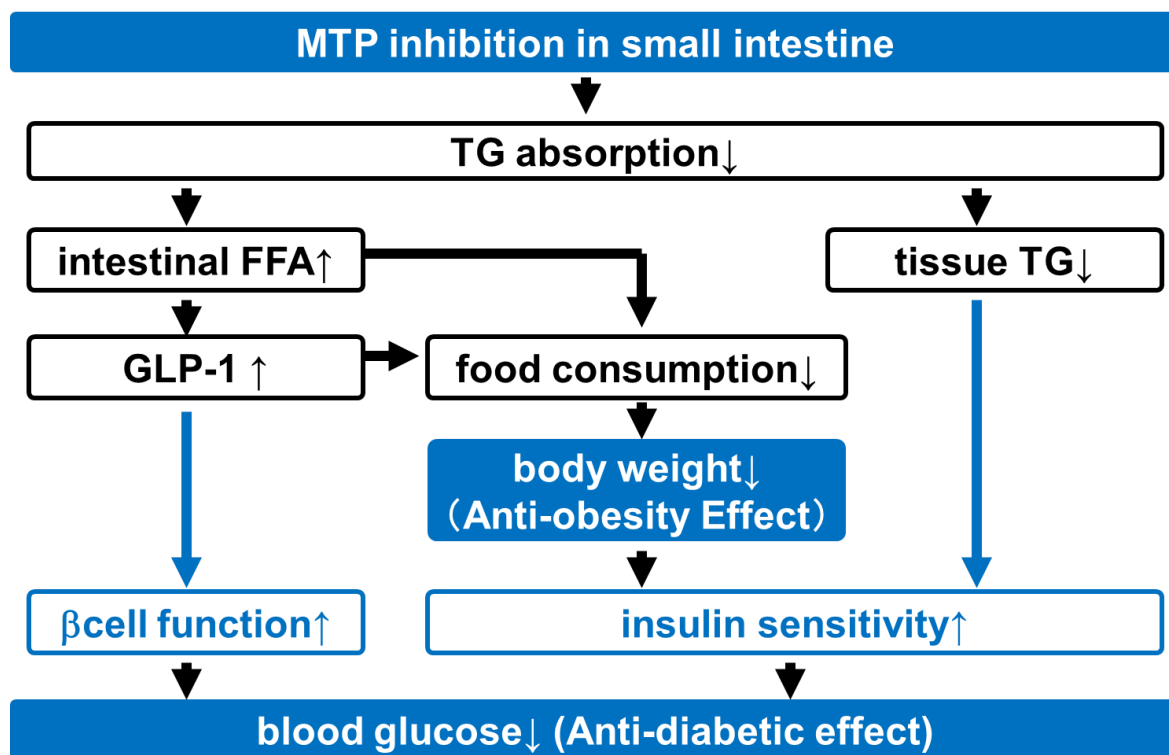 MTP inhibition in small intestine
TG absorption↓
intestinal FFA↑
tissue TG↓
GLP-1 ↑
food consumption↓
body weight↓
（Anti-obesity Effect）
βcell function↑
insulin sensitivity↑
blood glucose↓ (Anti-diabetic effect)